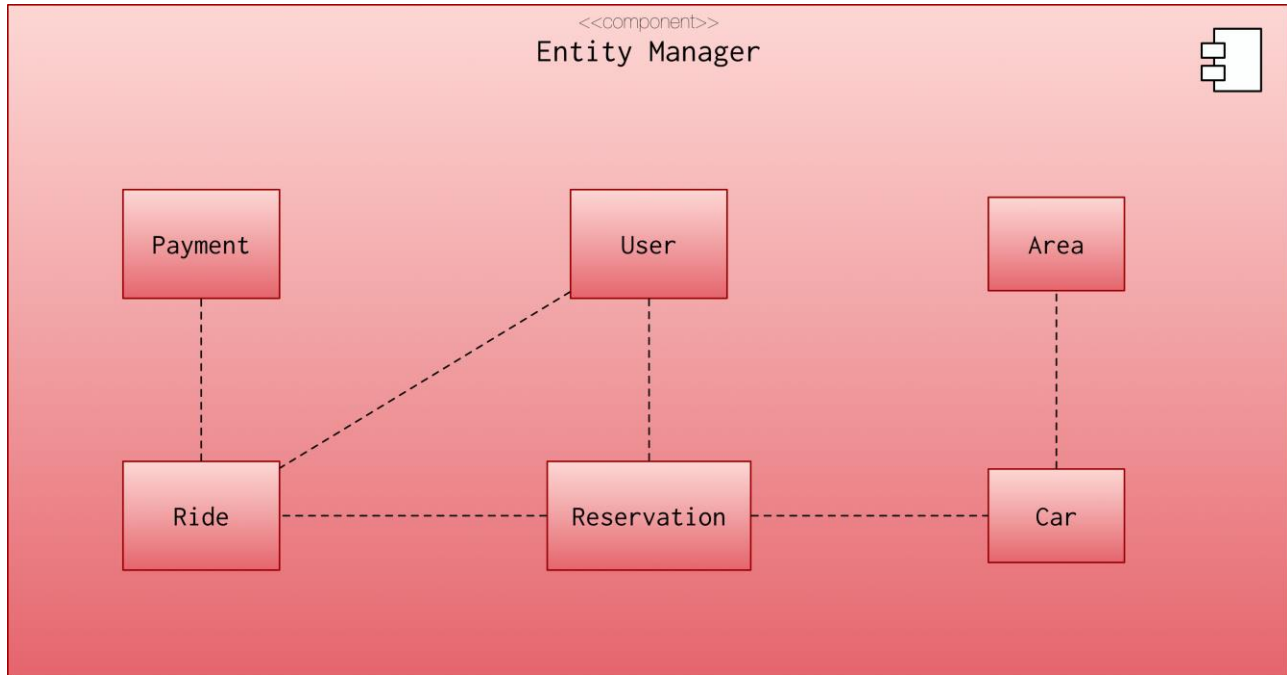 <<component>>
Entity Manager
Payment
User
Area
Ride
Reservation
Car